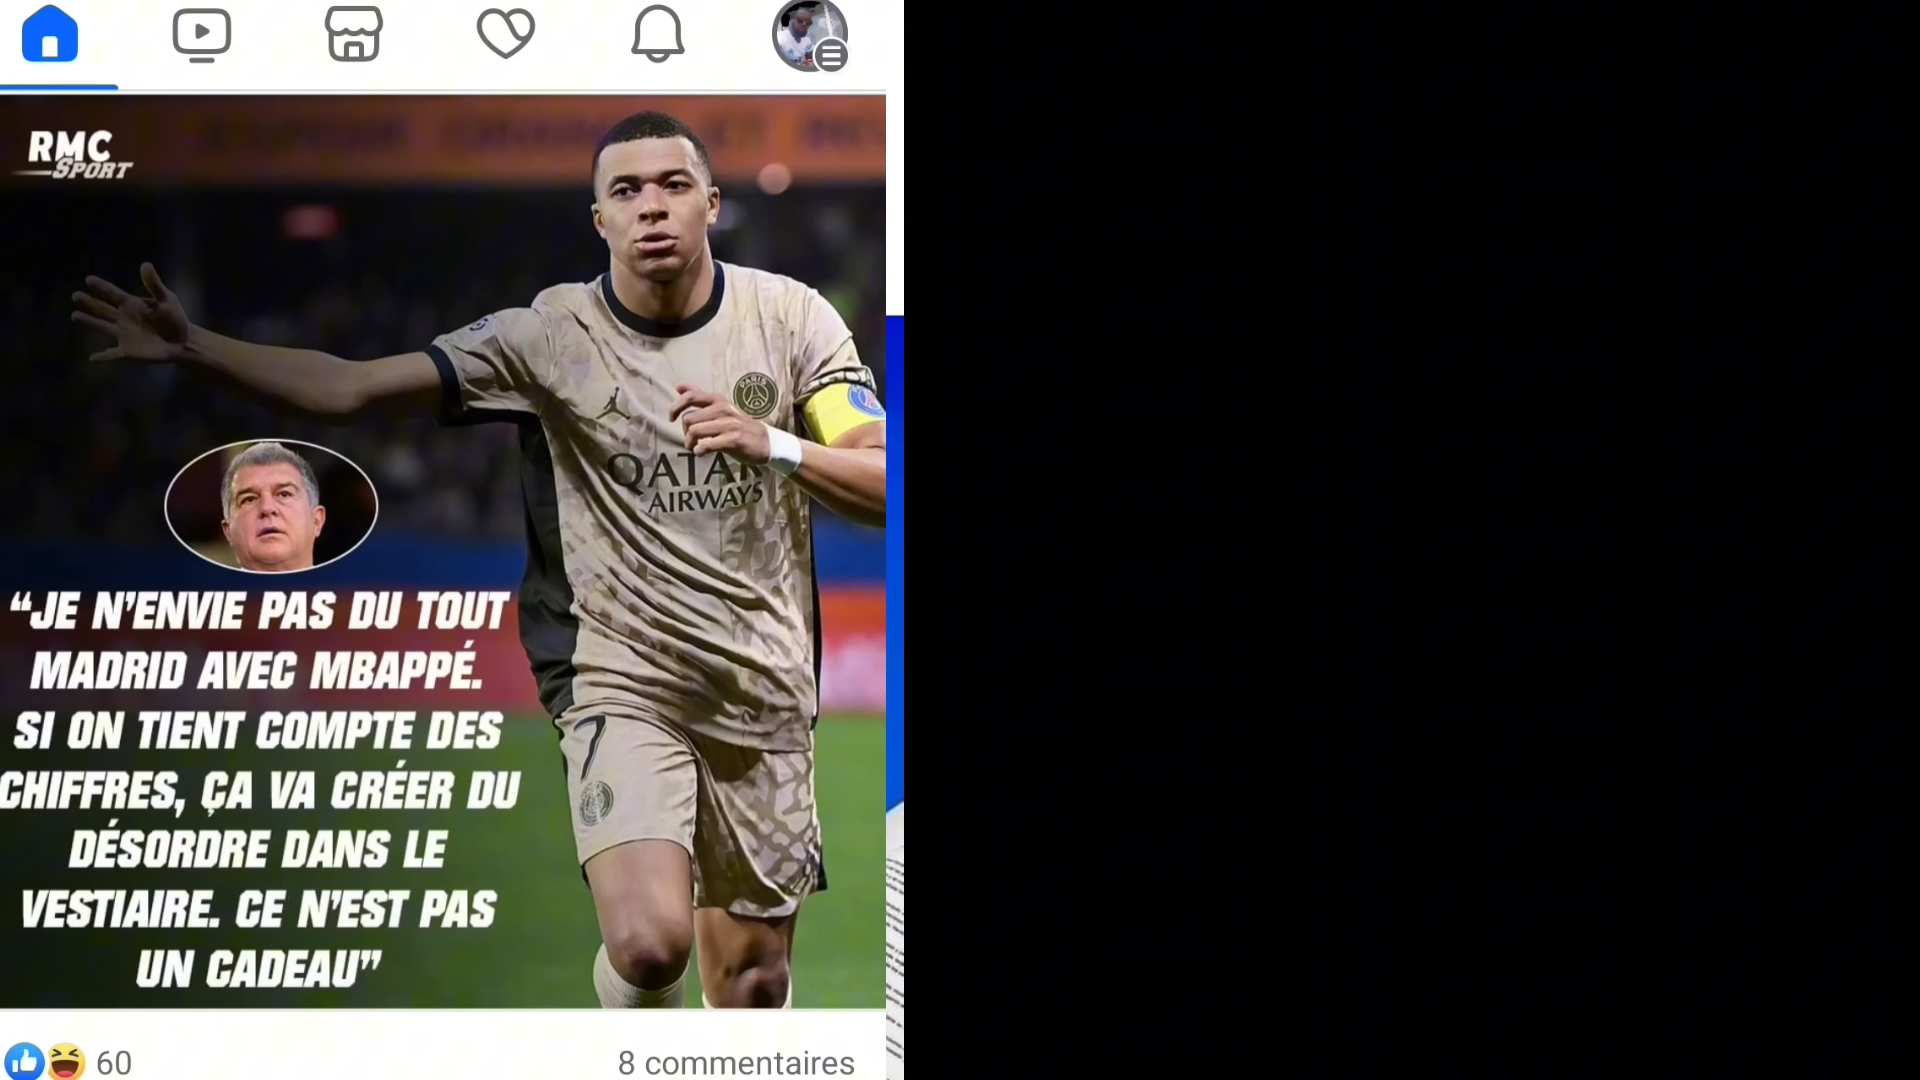 RMC
SPORT
PARIS
QATAR
AIRWAYS
7
“JE N’ENVIE PAS DU TOUT
MADRID AVEC MBAPPÉ.
SI ON TIENT COMPTE DES
CHIFFRES, ÇA VA CRÉER DU
DÉSORDRE DANS LE
VESTIAIRE. CE N’EST PAS
UN CADEAU”
60
8 commentaires